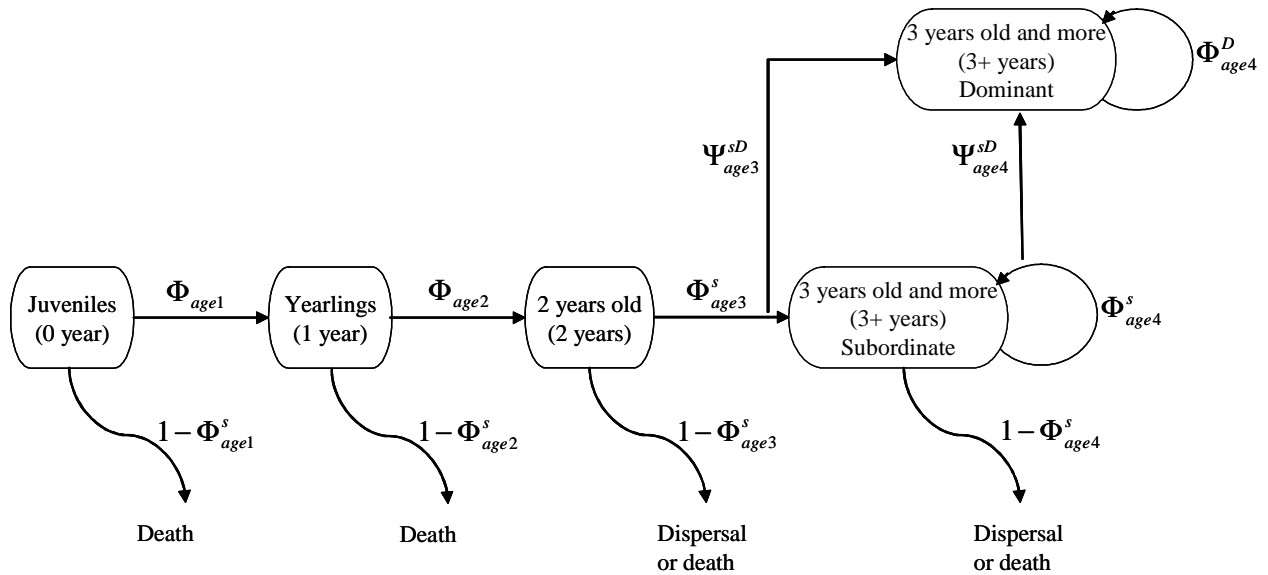 3 years old and more
(3+ years)
Dominant
Φ^D_age4
Ψ^sD_age3
Ψ^sD_age4
Juveniles
(0 year)
Φ_age1
Yearlings
(1 year)
Φ_age2
2 years old
(2 years)
Φ^s_age3
3 years old and more
(3+ years)
Subordinate
Φ^s_age4
1−Φ^s_age1
1−Φ^s_age2
1−Φ^s_age3
1−Φ^s_age4
Death
Death
Dispersal
or death
Dispersal
or death